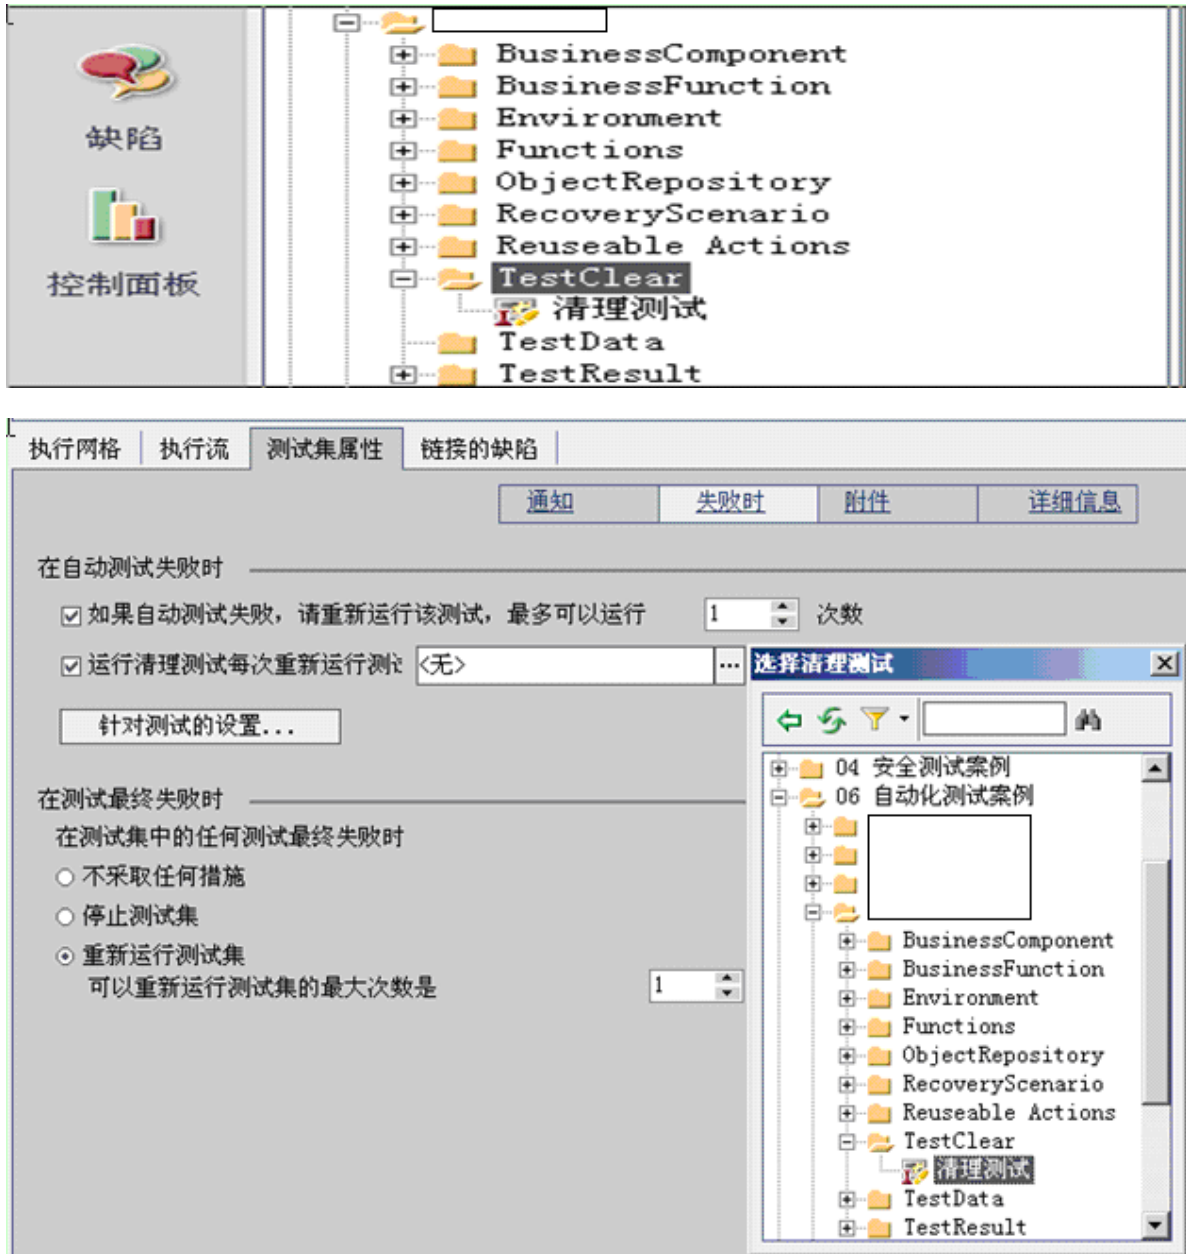 BusinessComponent
BusinessFunction
缺陷
Environment
Functions
ObjectRepository
RecoveryScenario
Reuseable Actions
控制面板
TestClear
清理测试
TestData
TestResult
执行网格 执行流 测试集属性 链接的缺陷
通知 失败时 附件 详细信息
在自动测试失败时
如果自动测试失败，请重新运行该测试，最多可以运行 1 次数
运行清理测试每次重新运行测 <无> ...
针对测试的设置...
在测试最终失败时
在测试集中的任何测试最终失败时
不采取任何措施
停止测试集
重新运行测试集
可以重新运行测试集的最大次数是 1
选择清理测试
04 安全测试案例
06 自动化测试案例
BusinessComponent
BusinessFunction
Environment
Functions
ObjectRepository
RecoveryScenario
Reuseable Actions
TestClear
清理测试
TestData
TestResult